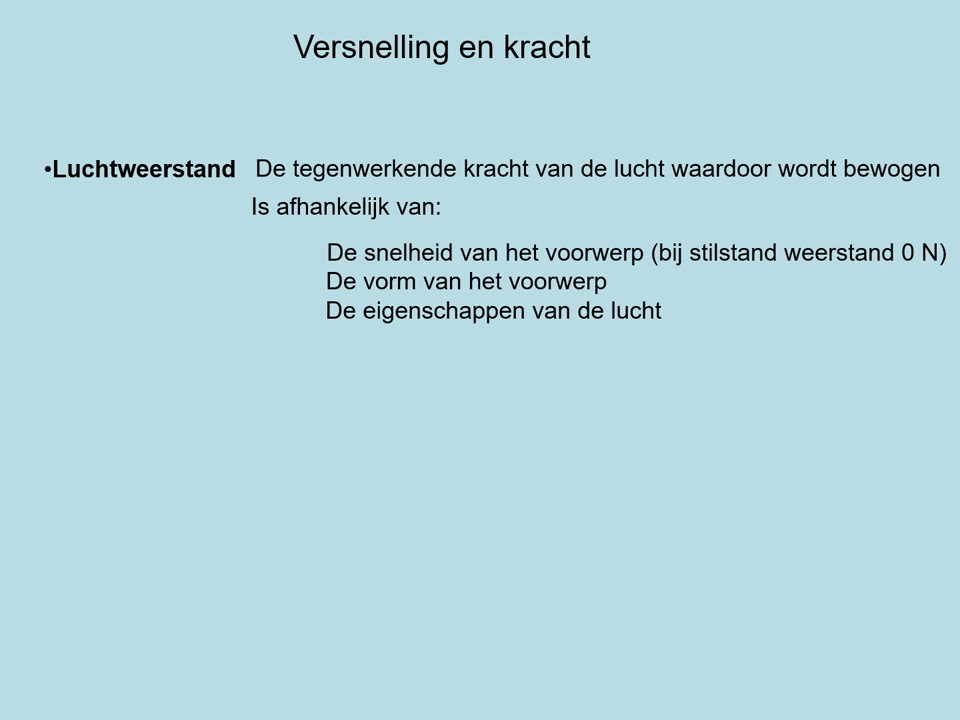 Versnelling en kracht
•Luchtweerstand De tegenwerkende kracht van de lucht waardoor wordt bewogen
Is afhankelijk van:
De snelheid van het voorwerp (bij stilstand weerstand 0 N)
De vorm van het voorwerp
De eigenschappen van de lucht